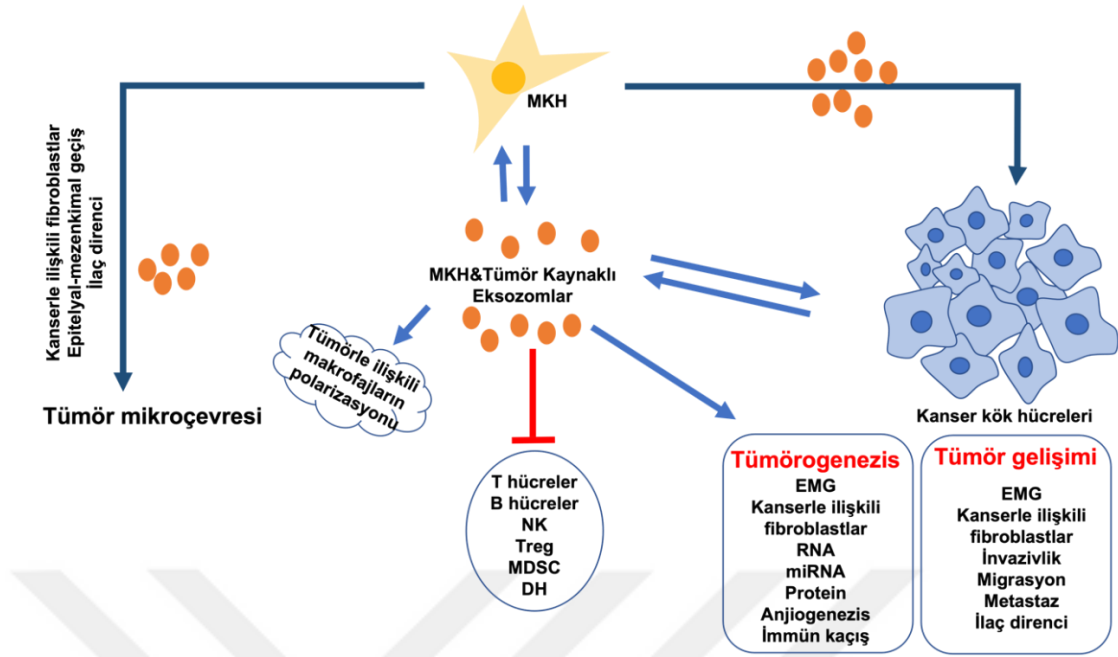 MKH
Kanserle ilişkili fibroblastlar
Epitelyal-mezenkimal geçiş
İlaç direnci
MKH&Tümör Kaynaklı
Eksozomlar
Tümörle ilişkili
makrofajların
polarizasyonu
Tümör mikroçevresi
Kanser kök hücreleri
T hücreler
B hücreler
NK
Treg
MDSC
DH
Tümörogenezis
EMG
Kanserle ilişkili
fibroblastlar
RNA
miRNA
Protein
Anjiogenezis
İmmün kaçış
Tümör gelişimi
EMG
Kanserle ilişkili
fibroblastlar
İnvazivlik
Migrasyon
Metastaz
İlaç direnci